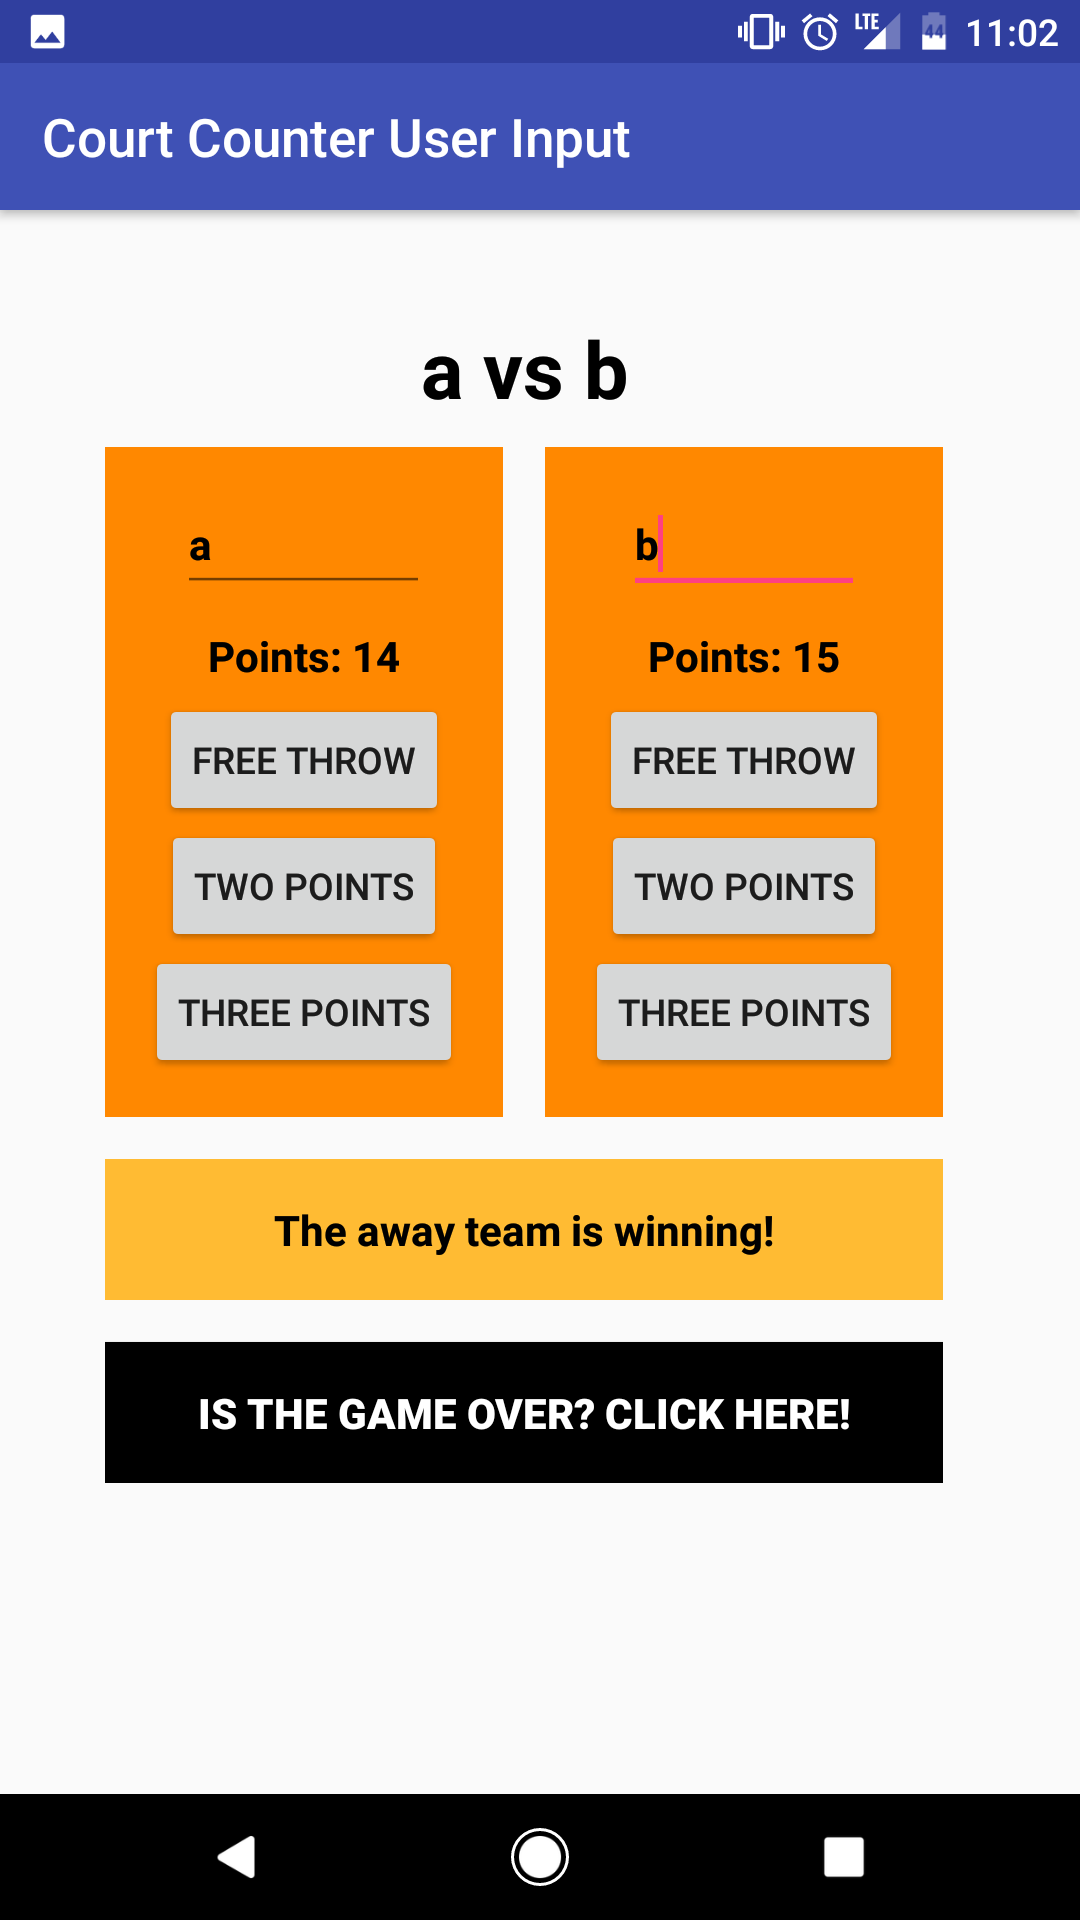 LTE 44 11:02
Court Counter User Input
a vs b
a b
Points: 14 Points: 15
FREE THROW FREE THROW
TWO POINTS TWO POINTS
THREE POINTS THREE POINTS
The away team is winning!
IS THE GAME OVER? CLICK HERE!